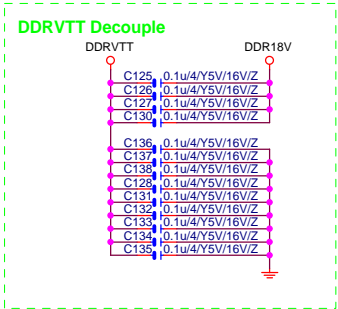 DDRVTT Decouple
DDRVTT DDR18V
C125 0.1u/4/Y5V/16V/Z
C126 0.1u/4/Y5V/16V/Z
C127 0.1u/4/Y5V/16V/Z
C130 0.1u/4/Y5V/16V/Z
C136 0.1u/4/Y5V/16V/Z
C137 0.1u/4/Y5V/16V/Z
C138 0.1u/4/Y5V/16V/Z
C128 0.1u/4/Y5V/16V/Z
C131 0.1u/4/Y5V/16V/Z
C132 0.1u/4/Y5V/16V/Z
C133 0.1u/4/Y5V/16V/Z
C134 0.1u/4/Y5V/16V/Z
C135 0.1u/4/Y5V/16V/Z